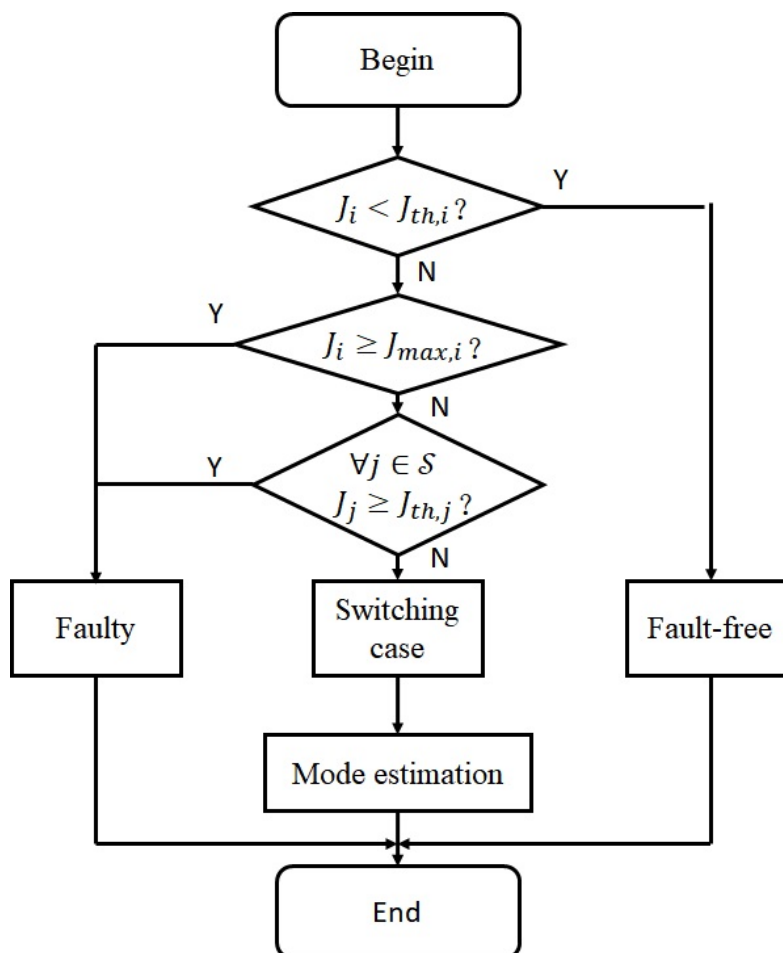 Begin
Y
J_i < J_{th,i}?
N
Y
J_i ≥ J_{max,i}?
N
Y
∀j ∈ 𝒮
J_j ≥ J_{th,j}?
N
Faulty
Switching
case
Fault-free
Mode estimation
End